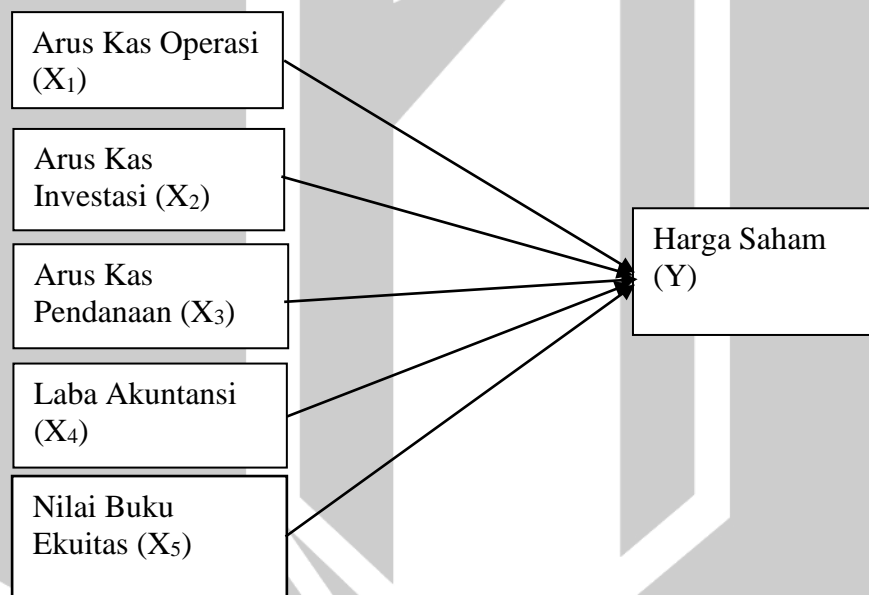 Arus Kas Operasi
(X₁)
Arus Kas
Investasi (X₂)
Arus Kas
Pendanaan (X₃)
Laba Akuntansi
(X₄)
Nilai Buku
Ekuitas (X₅)
Harga Saham
(Y)